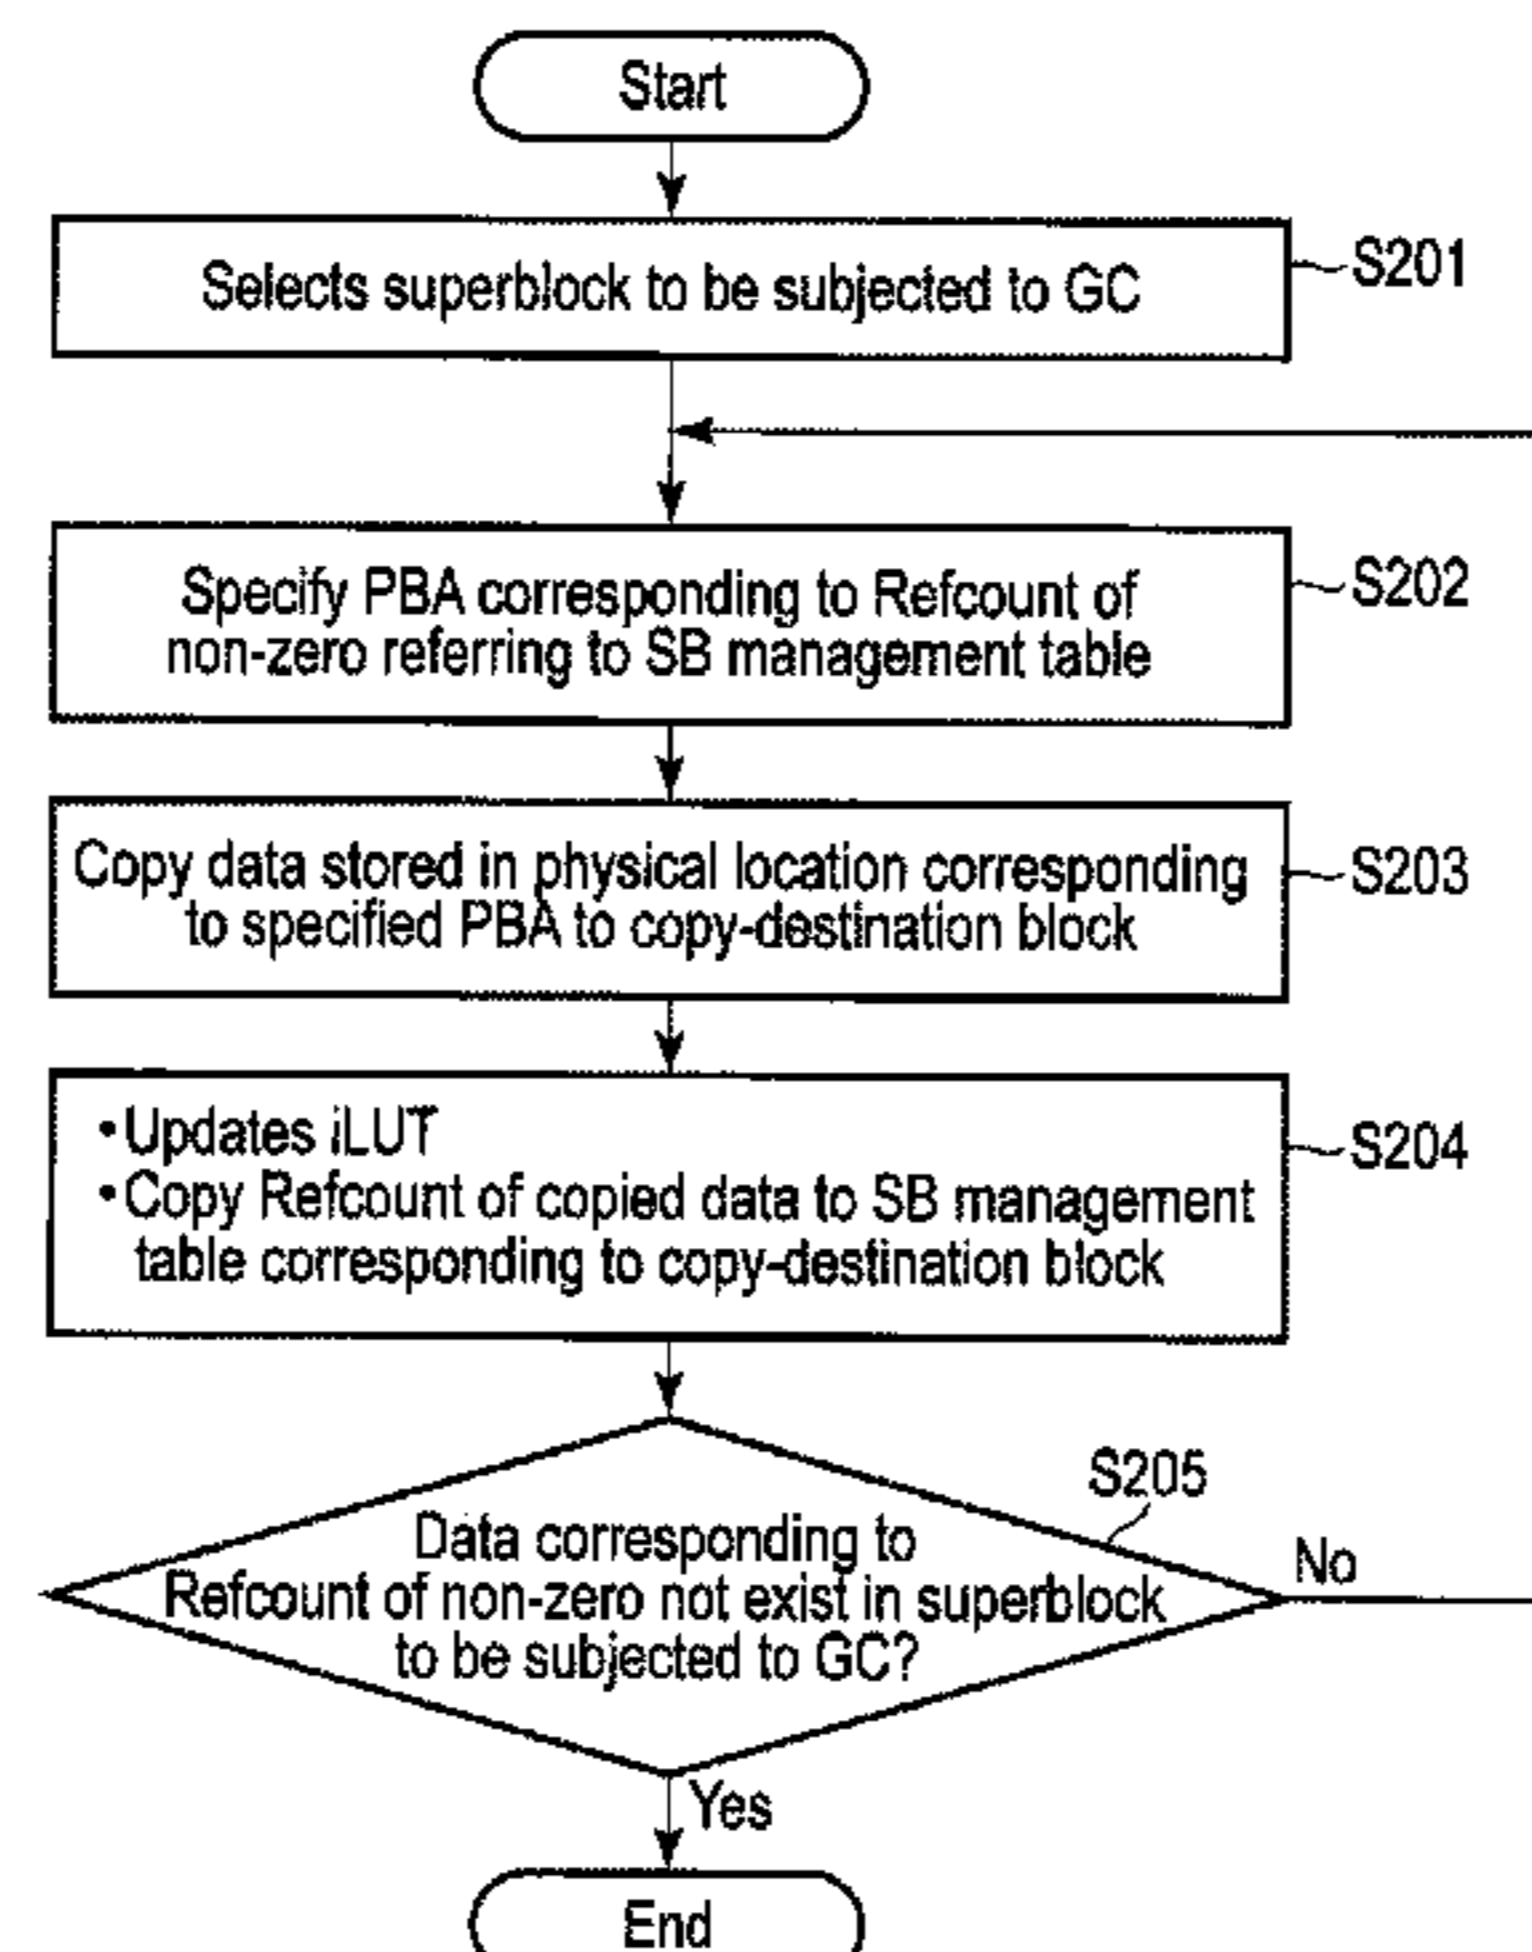 Start
Selects superblock to be subjected to GC
S201
Specify PBA corresponding to Refcount of
non-zero referring to SB management table
S202
Copy data stored in physical location corresponding
to specified PBA to copy-destination block
S203
•Updates iLUT
•Copy Refcount of copied data to SB management
table corresponding to copy-destination block
S204
S205
Data corresponding to
Refcount of non-zero not exist in superblock
to be subjected to GC?
No
Yes
End